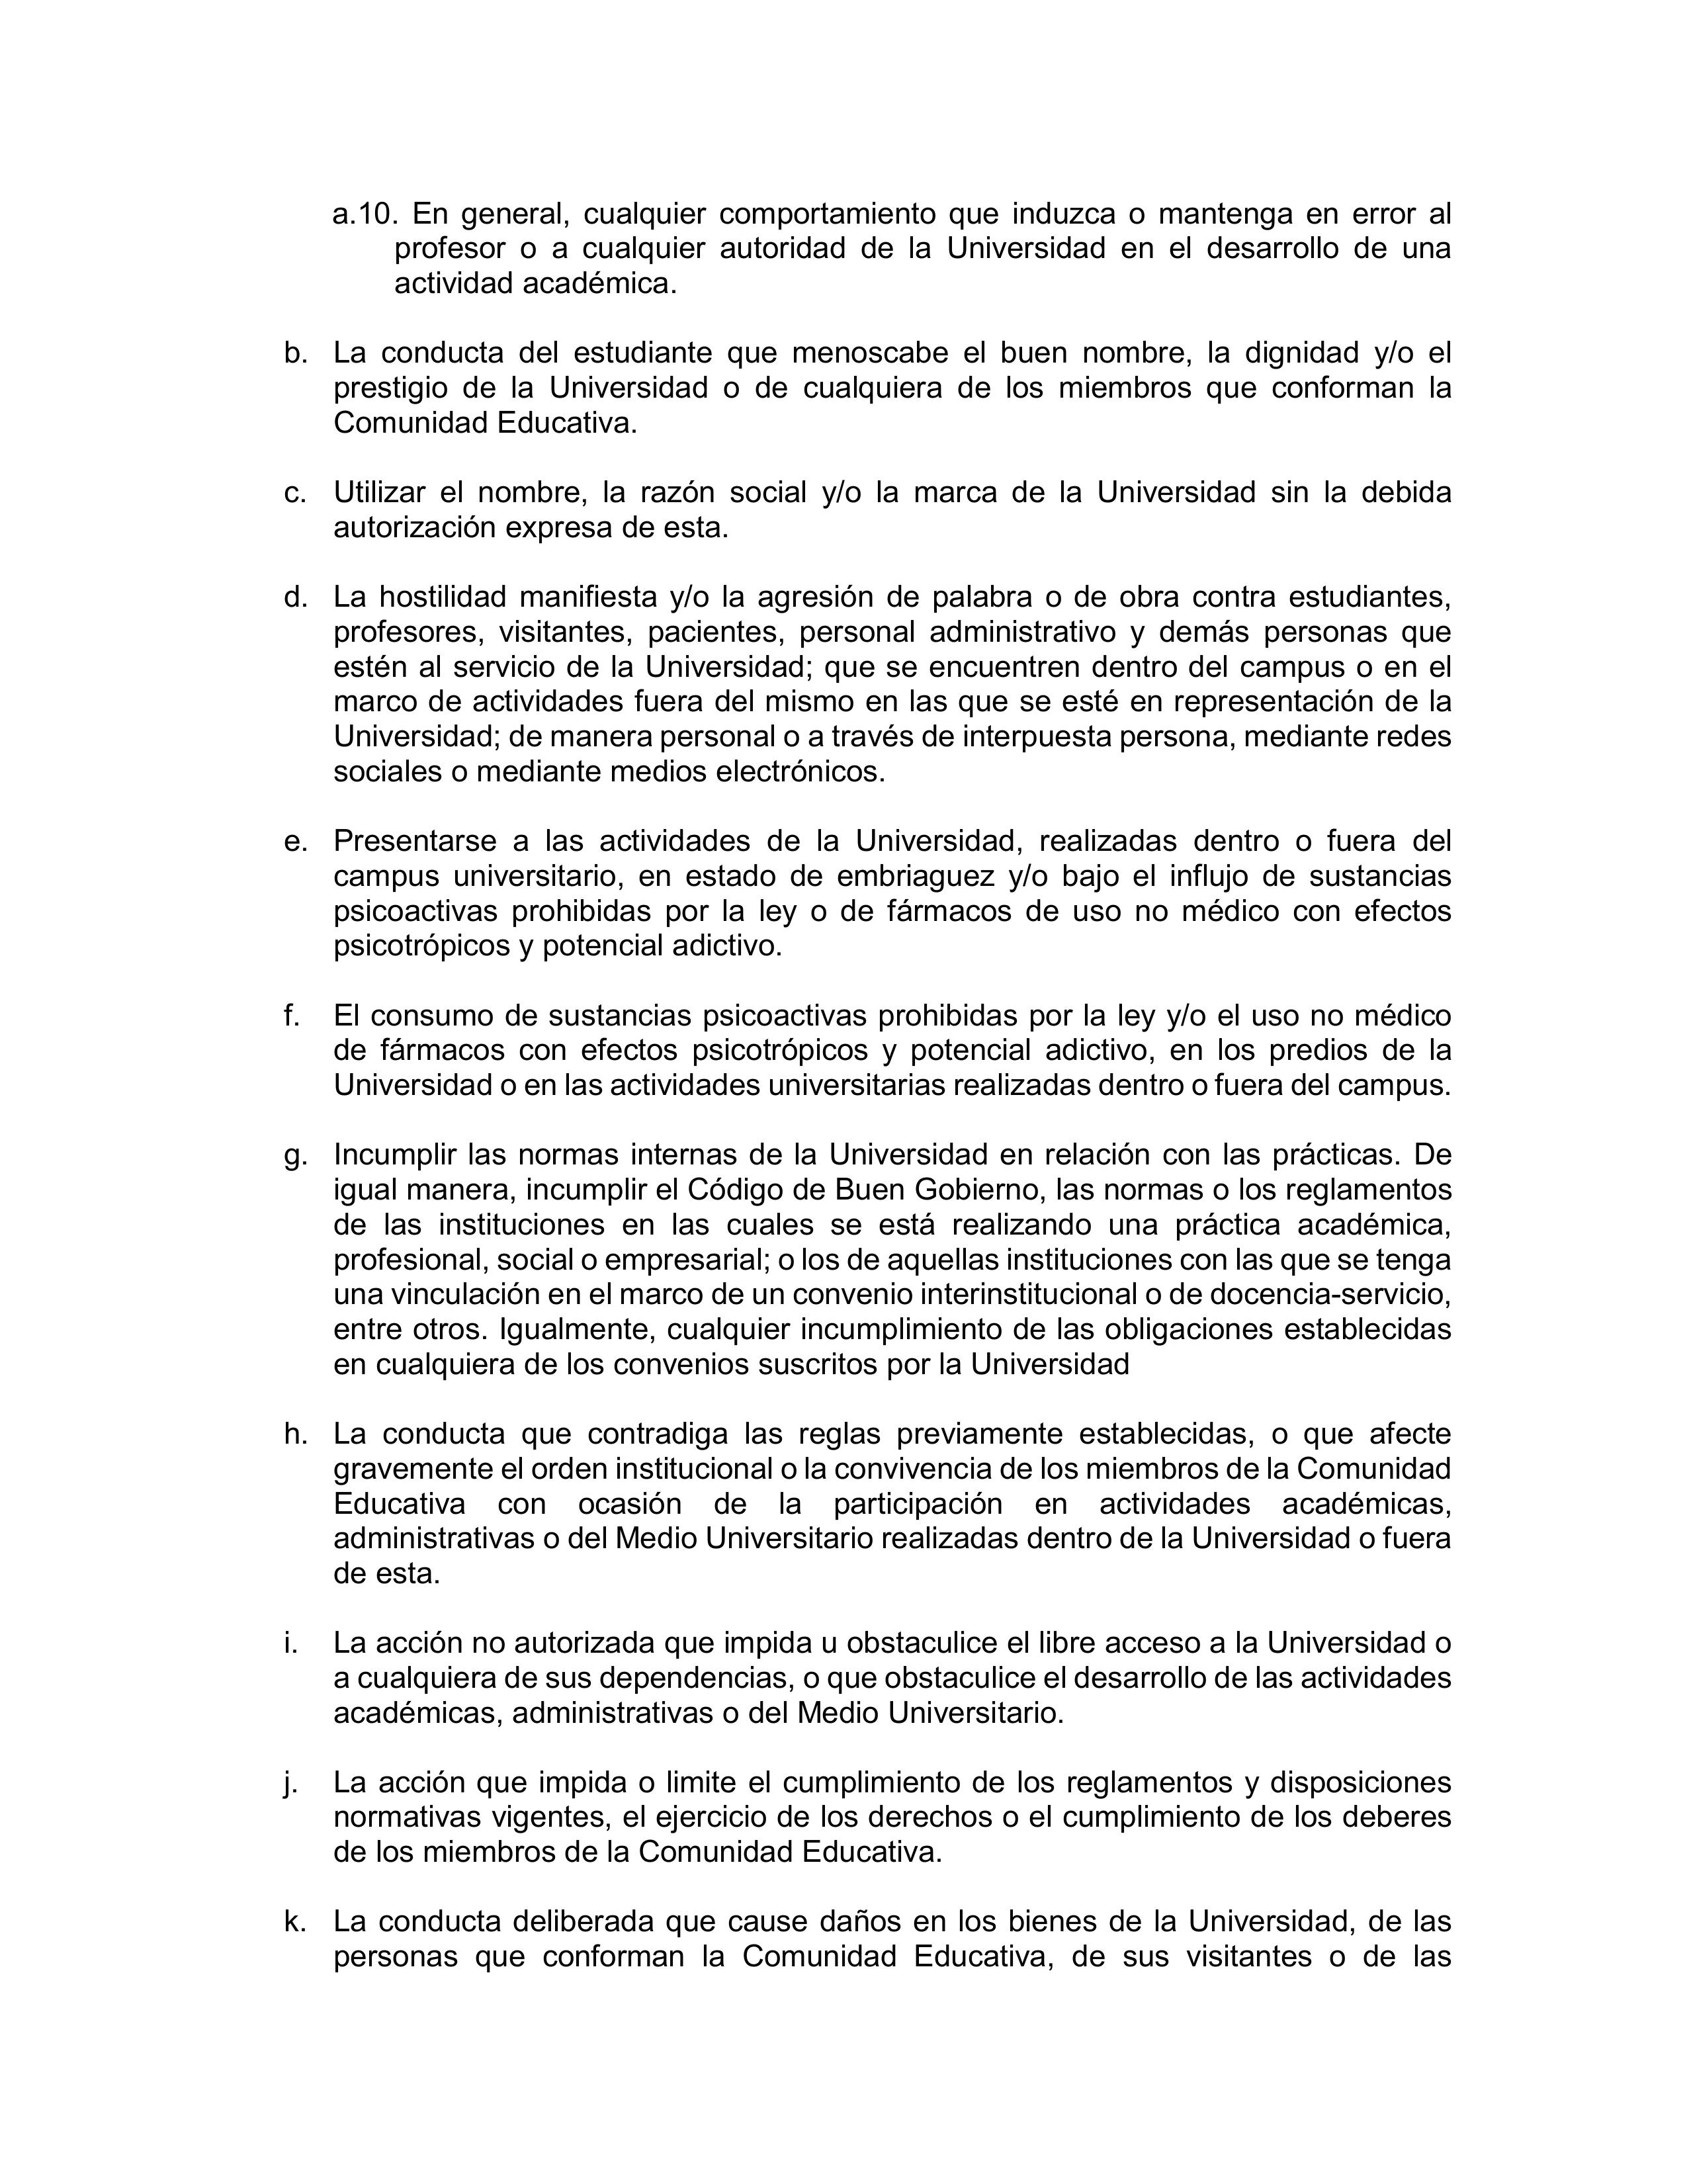 a.10. En general, cualquier comportamiento que induzca o mantenga en error al
profesor o a cualquier autoridad de la Universidad en el desarrollo de una
actividad académica.
b. La conducta del estudiante que menoscabe el buen nombre, la dignidad y/o el
prestigio de la Universidad o de cualquiera de los miembros que conforman la
Comunidad Educativa.
c. Utilizar el nombre, la razón social y/o la marca de la Universidad sin la debida
autorización expresa de esta.
d. La hostilidad manifiesta y/o la agresión de palabra o de obra contra estudiantes,
profesores, visitantes, pacientes, personal administrativo y demás personas que
estén al servicio de la Universidad; que se encuentren dentro del campus o en el
marco de actividades fuera del mismo en las que se esté en representación de la
Universidad; de manera personal o a través de interpuesta persona, mediante redes
sociales o mediante medios electrónicos.
e. Presentarse a las actividades de la Universidad, realizadas dentro o fuera del
campus universitario, en estado de embriaguez y/o bajo el influjo de sustancias
psicoactivas prohibidas por la ley o de fármacos de uso no médico con efectos
psicotrópicos y potencial adictivo.
f. El consumo de sustancias psicoactivas prohibidas por la ley y/o el uso no médico
de fármacos con efectos psicotrópicos y potencial adictivo, en los predios de la
Universidad o en las actividades universitarias realizadas dentro o fuera del campus.
g. Incumplir las normas internas de la Universidad en relación con las prácticas. De
igual manera, incumplir el Código de Buen Gobierno, las normas o los reglamentos
de las instituciones en las cuales se está realizando una práctica académica,
profesional, social o empresarial; o los de aquellas instituciones con las que se tenga
una vinculación en el marco de un convenio interinstitucional o de docencia-servicio,
entre otros. Igualmente, cualquier incumplimiento de las obligaciones establecidas
en cualquiera de los convenios suscritos por la Universidad
h. La conducta que contradiga las reglas previamente establecidas, o que afecte
gravemente el orden institucional o la convivencia de los miembros de la Comunidad
Educativa con ocasión de la participación en actividades académicas,
administrativas o del Medio Universitario realizadas dentro de la Universidad o fuera
de esta.
i. La acción no autorizada que impida u obstaculice el libre acceso a la Universidad o
a cualquiera de sus dependencias, o que obstaculice el desarrollo de las actividades
académicas, administrativas o del Medio Universitario.
j. La acción que impida o limite el cumplimiento de los reglamentos y disposiciones
normativas vigentes, el ejercicio de los derechos o el cumplimiento de los deberes
de los miembros de la Comunidad Educativa.
k. La conducta deliberada que cause daños en los bienes de la Universidad, de las
personas que conforman la Comunidad Educativa, de sus visitantes o de las